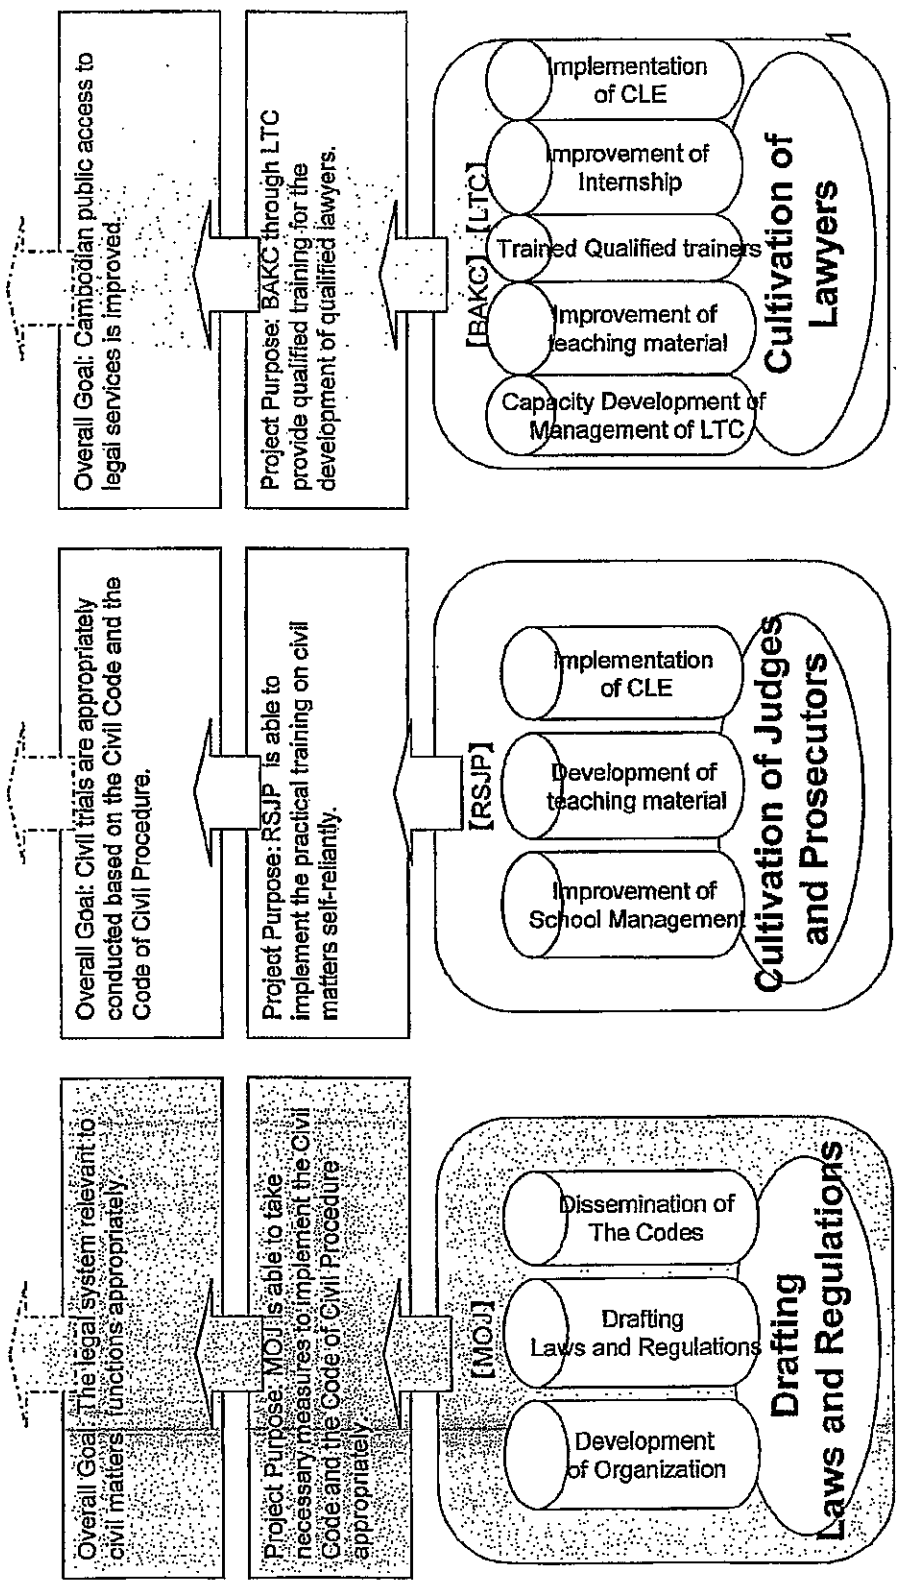 Overall Goal: The legal system relevant to
civil matters functions appropriately.
Project Purpose: MOJ is able to take
necessary measures to implement the Civil
Code and the Code of Civil Procedure
appropriately
【MOJ】
Development
of Organization
Drafting
Laws and Regulations
Dissemination of
The Codes
Drafting
Laws and Regulations
Overall Goal: Civil trials are appropriately
conducted based on the Civil Code and the
Code of Civil Procedure.
Project Purpose: RSJP is able to
implement the practical training on civil
matters self-reliantly.
【RSJP】
Improvement of
School Management
Development of
teaching material
Implementation
of CLE
Cultivation of Judges
and Prosecutors
Overall Goal: Cambodian public access to
legal services is improved.
Project Purpose: BAKC through LTC
provide qualified training for the
development of qualified lawyers.
【BAKC】【LTC】
Capacity Development of
Management of LTC
Improvement of
teaching material
Trained Qualified trainers
Improvement of
Internship
Implementation
of CLE
Cultivation of
Lawyers
1